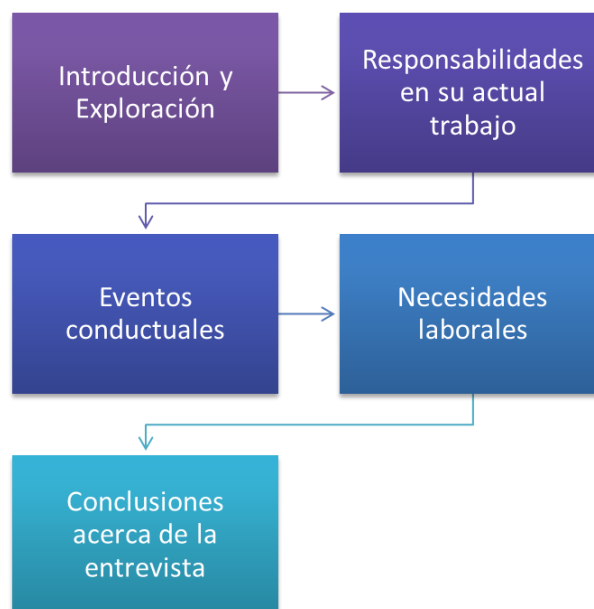 Introducción y
Exploración
Responsabilidades
en su actual
trabajo
Eventos
conductuales
Necesidades
laborales
Conclusiones
acerca de la
entrevista